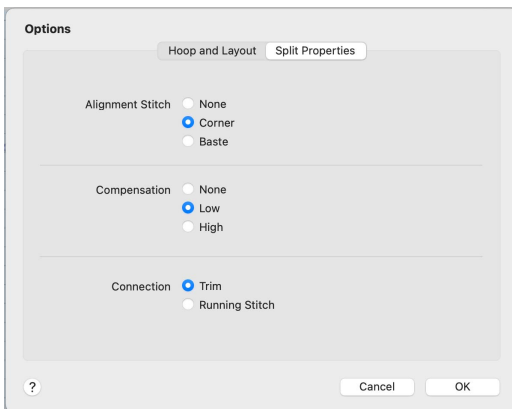 Options
Hoop and Layout Split Properties
Alignment Stitch None
Corner
Baste
Compensation None
Low
High
Connection Trim
Running Stitch
? Cancel OK